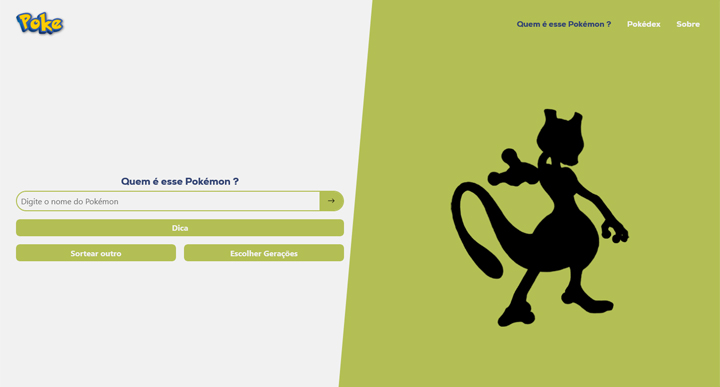 Poke
Quem é esse Pokémon ?
Pokédex
Sobre
Quem é esse Pokémon ?
Digite o nome do Pokémon
Dica
Sortear outro
Escolher Gerações